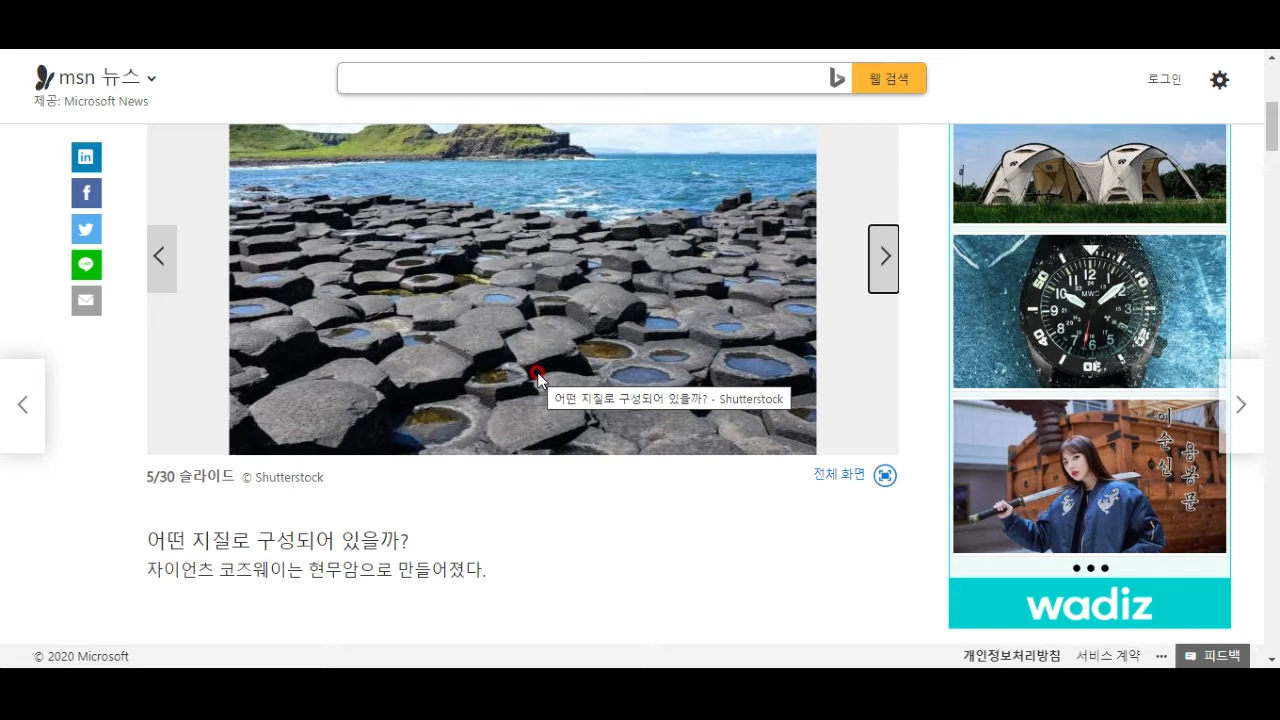 msn 뉴스
제공: Microsoft News
웹 검색
로그인
어떤 지질로 구성되어 있을까? - Shutterstock
5/30 슬라이드 © Shutterstock
전체 화면
어떤 지질로 구성되어 있을까?
자이언츠 코즈웨이는 현무암으로 만들어졌다.
MWC
이순신
용봉문
wadiz
© 2020 Microsoft
개인정보처리방침 서비스 계약 ••• 피드백